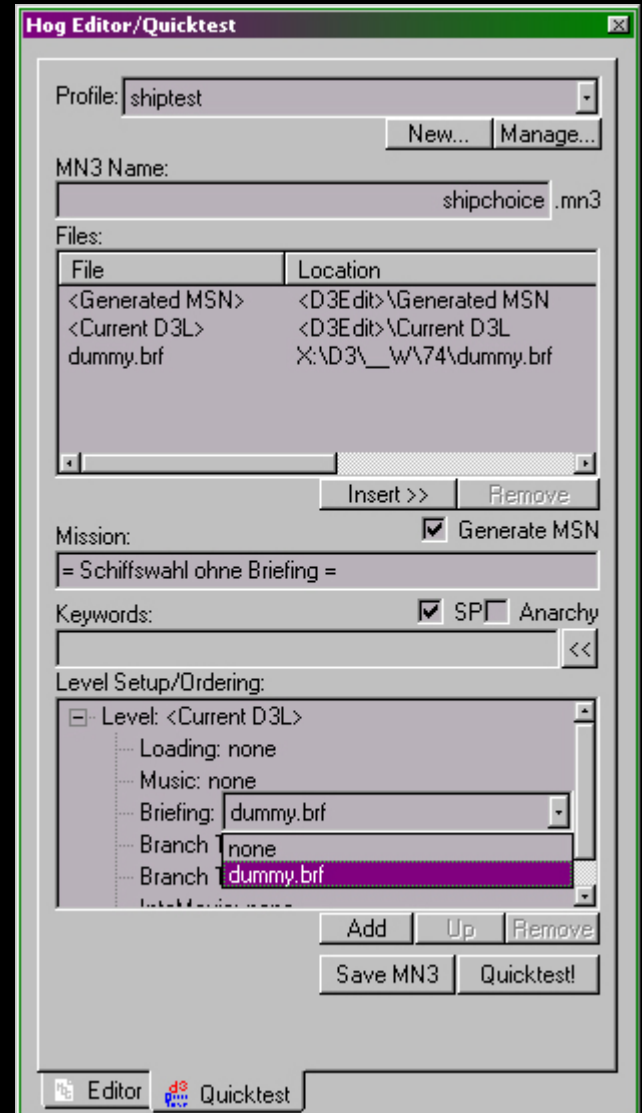 Hog Editor/Quicktest
Profile: shiptest
New... Manage...
MN3 Name:
shipchoice .mn3
Files:
File Location
<Generated MSN> <D3Edit>\Generated MSN
<Current D3L> <D3Edit>\Current D3L
dummy.brf X:\D3\__W\74\dummy.brf
Insert >> Remove
Mission: Generate MSN
= Schiffswahl ohne Briefing =
Keywords: SP Anarchy
<<
Level Setup/Ordering:
Level: <Current D3L>
Loading: none
Music: none
Briefing: dummy.brf
Branch T none
Branch T dummy.brf
Add Up Remove
Save MN3 Quicktest!
Editor Quicktest